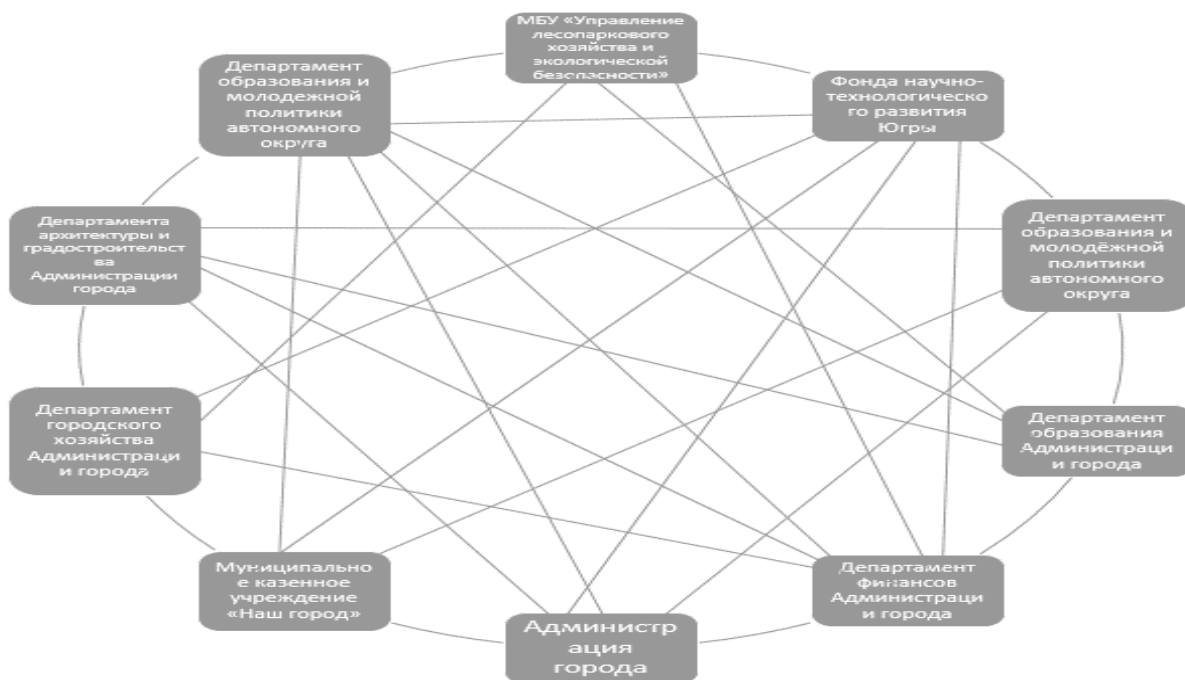 МБУ «Управление
лесопаркового
хозяйства и
экологической
безопасности»
Фонда научно-
технологическо
го развития
Югры
Департамент
образования и
молодёжной
политики
автономного
округа
Департамент
образования
Администраци
и города
Департамент
финансов
Администраци
и города
Администр
ация
города
Муниципально
е казенное
учреждение
«Наш город»
Департамент
городского
хозяйства
Администраци
и города
Департамента
архитектуры и
градостроительст
ва
Администрации
города
Департамент
образования и
молодежной
политики
автономного
округа